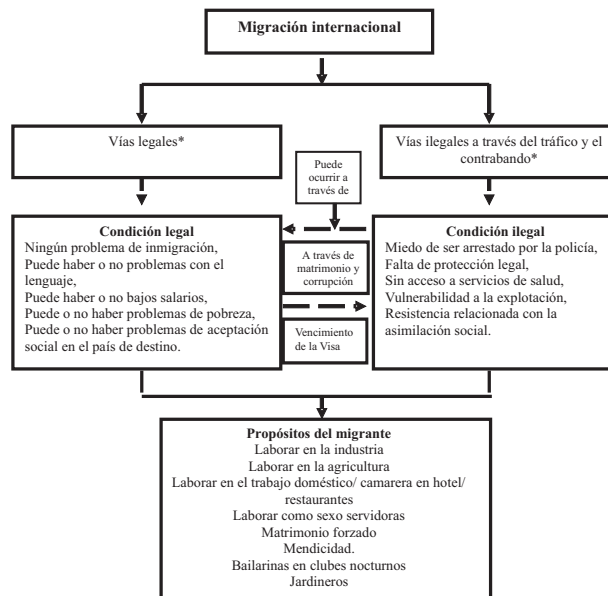 Migración internacional
Vías legales*
Vías ilegales a través del tráfico y el
contrabando*
Puede
ocurrir a
través de
Condición legal
Ningún problema de inmigración,
Puede haber o no problemas con el
lenguaje,
Puede haber o no bajos salarios,
Puede o no haber problemas de pobreza,
Puede o no haber problemas de aceptación
social en el país de destino.
A través de
matrimonio y
corrupción
Vencimiento
de la Visa
Condición ilegal
Miedo de ser arrestado por la policía,
Falta de protección legal,
Sin acceso a servicios de salud,
Vulnerabilidad a la explotación,
Resistencia relacionada con la
asimilación social.
Propósitos del migrante
Laborar en la industria
Laborar en la agricultura
Laborar en el trabajo doméstico/ camarera en hotel/
restaurantes
Laborar como sexo servidoras
Matrimonio forzado
Mendicidad.
Bailarinas en clubes nocturnos
Jardineros